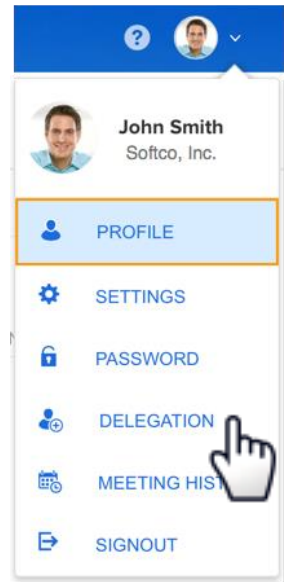 ?
John Smith
Softco, Inc.
PROFILE
SETTINGS
PASSWORD
DELEGATION
MEETING HIST
SIGNOUT